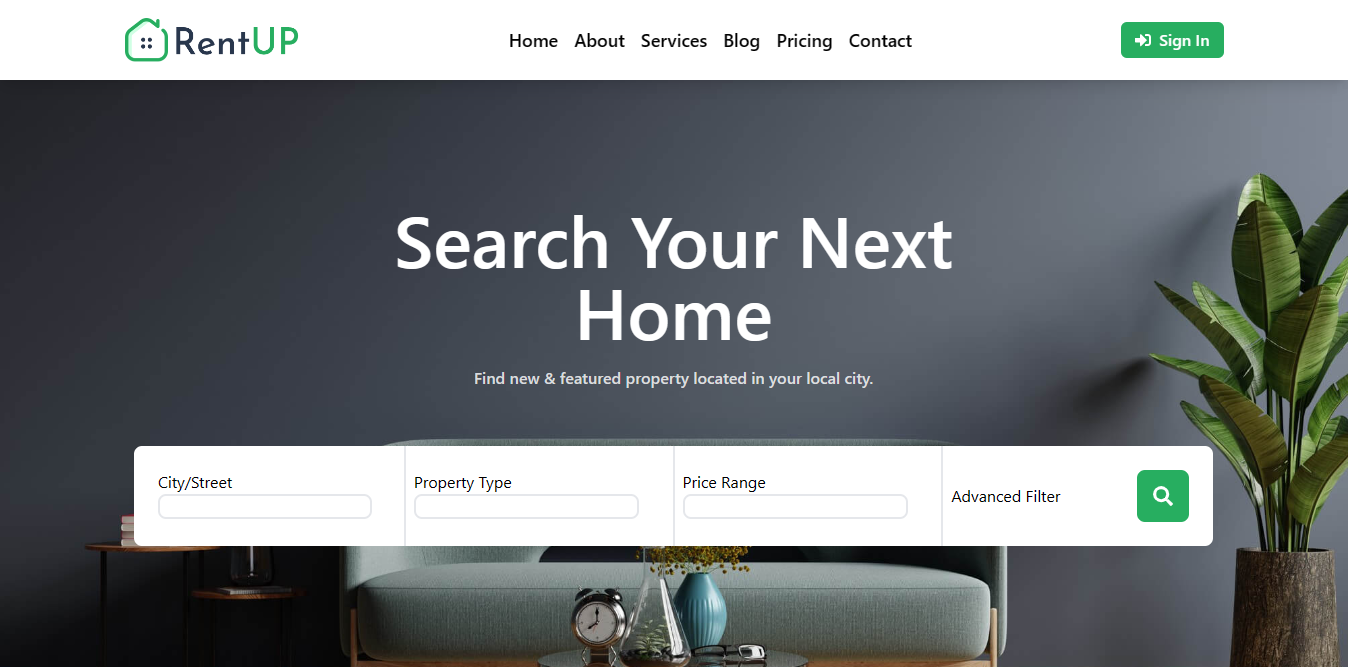 RentUP
Home About Services Blog Pricing Contact
Sign In
Search Your Next
Home
Find new & featured property located in your local city.
City/Street
Property Type
Price Range
Advanced Filter